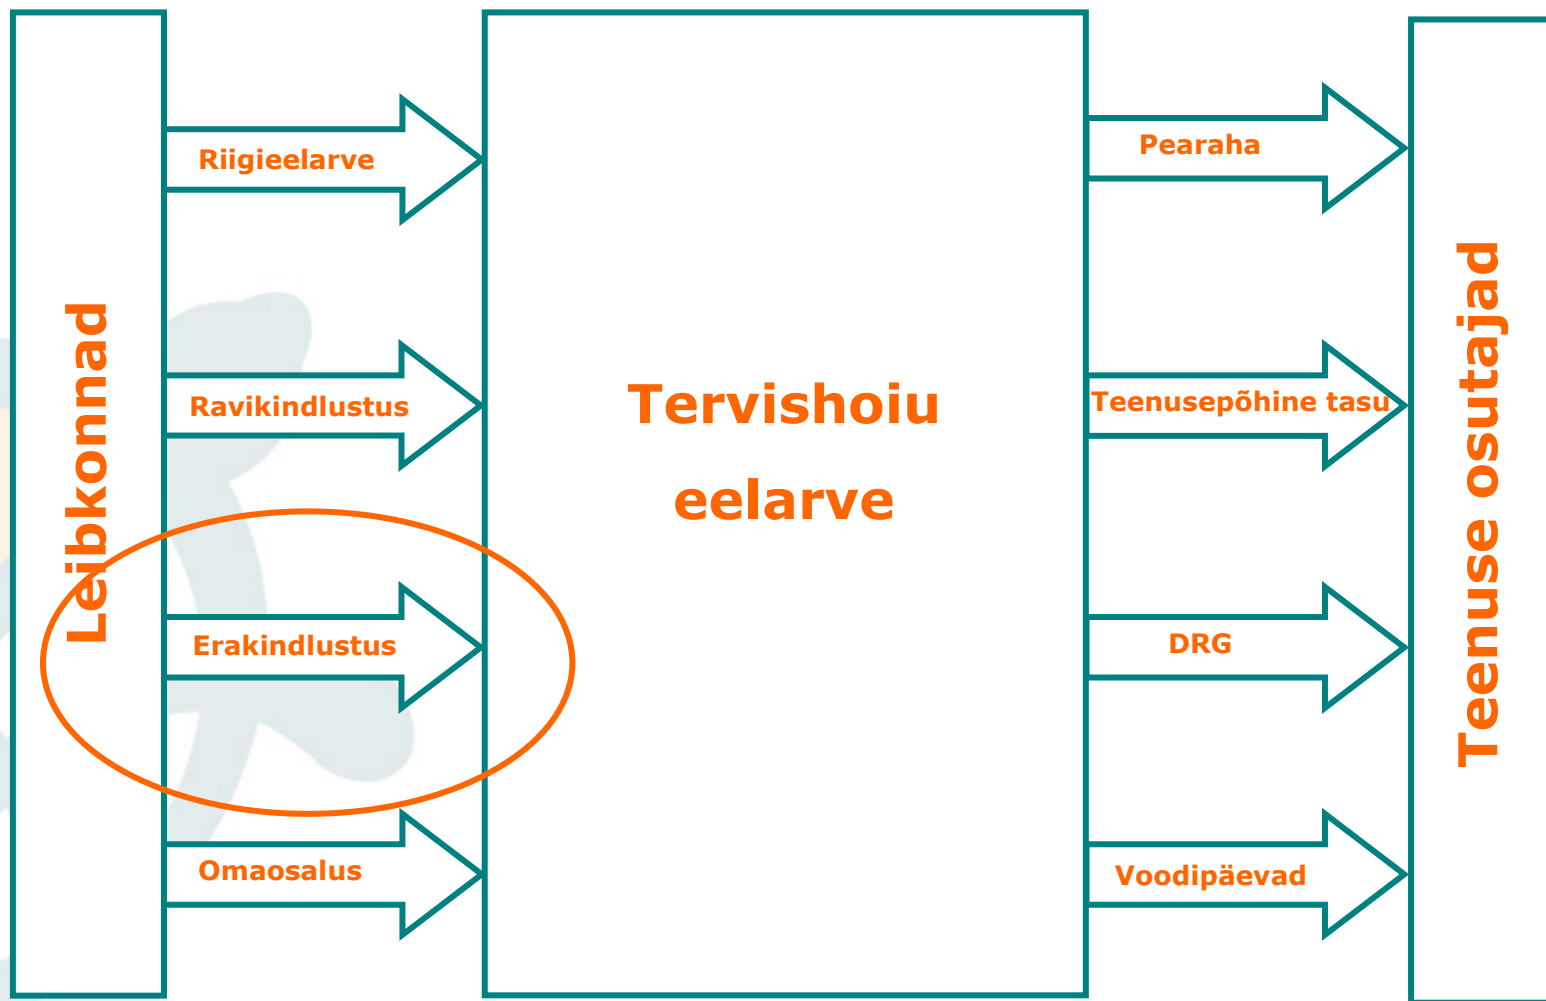 Leibkonnad
Riigieelarve
Ravikindlustus
Erakindlustus
Omaosalus
Tervishoiu
eelarve
Pearaha
Teenusepõhine tasu
DRG
Voodipäevad
Teenuse osutajad